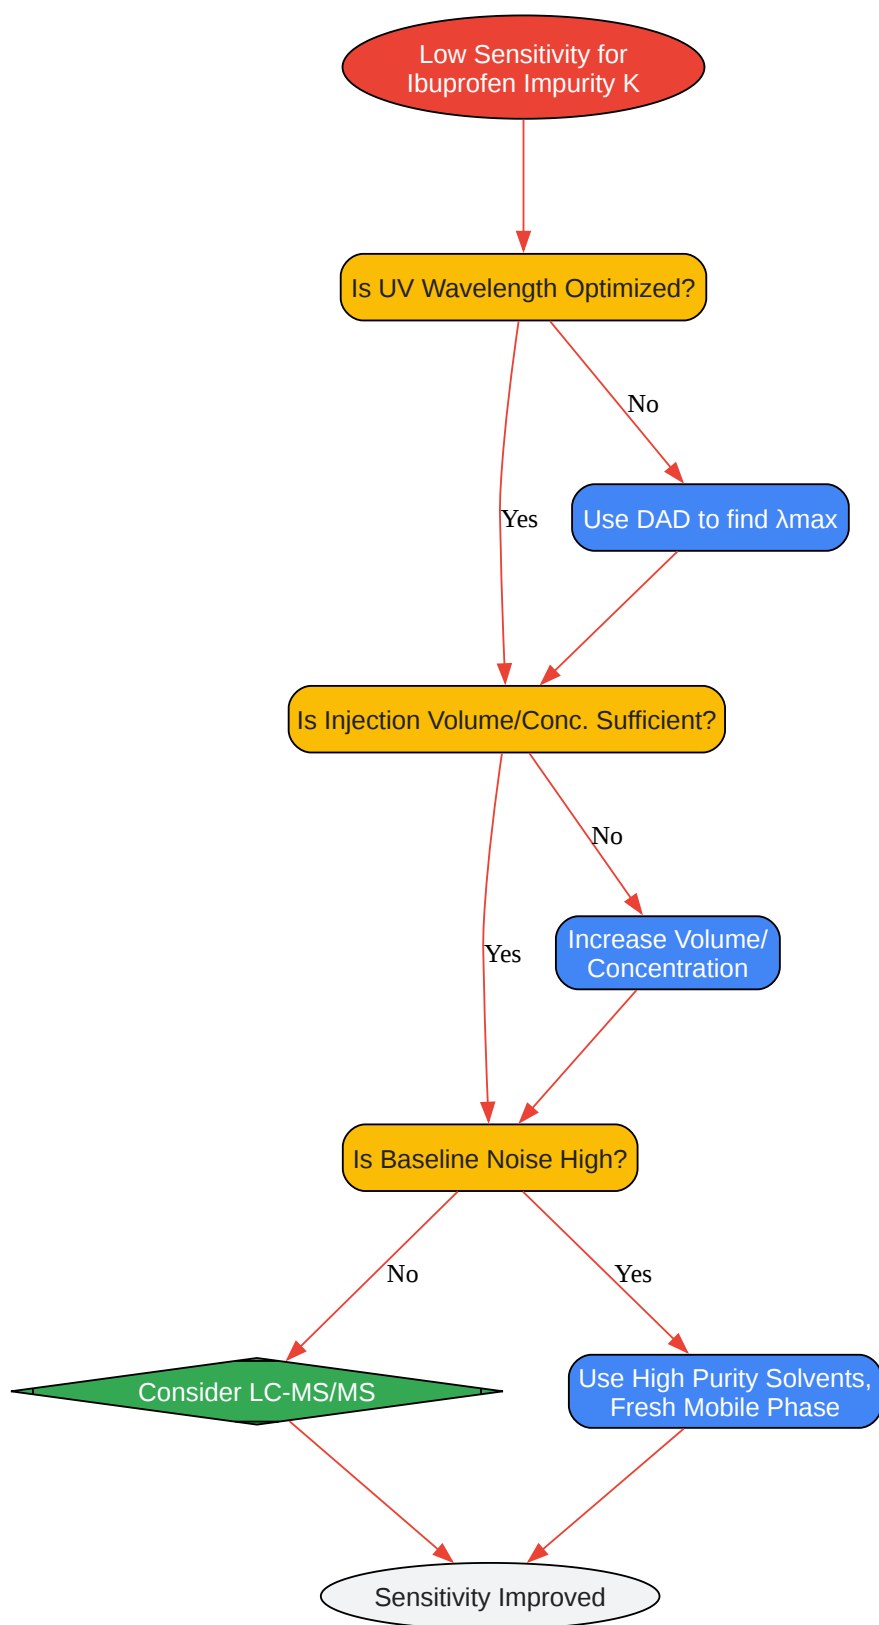 Low Sensitivity for
Ibuprofen Impurity K
Is UV Wavelength Optimized?
No
Yes
Use DAD to find λmax
Is Injection Volume/Conc. Sufficient?
No
Yes
Increase Volume/
Concentration
Is Baseline Noise High?
No
Yes
Consider LC-MS/MS
Use High Purity Solvents,
Fresh Mobile Phase
Sensitivity Improved